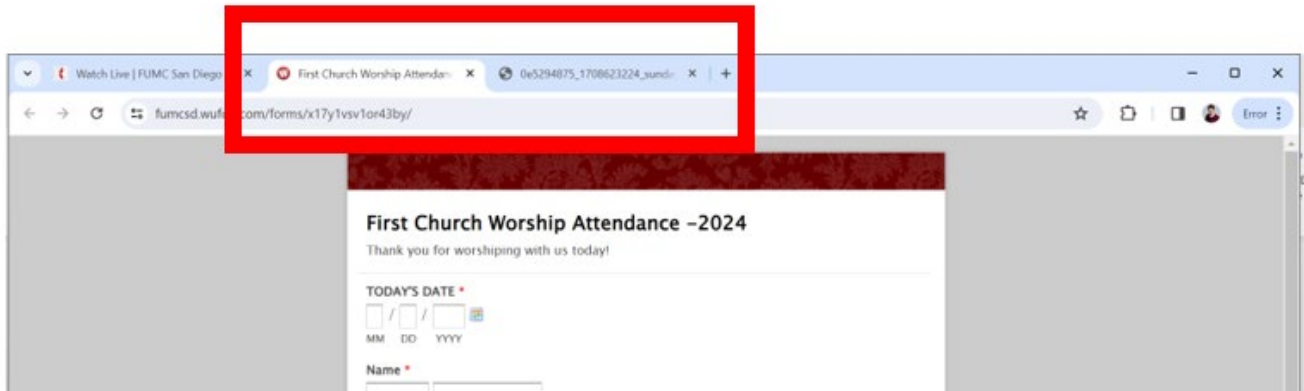 Watch Live | FUMC San Diego
First Church Worship Attendan
0e5294875_1708623224_sunda
fumcsd.wuf com/forms/x17y1vsv1or43by/
Error
First Church Worship Attendance –2024
Thank you for worshiping with us today!
TODAY'S DATE *
/ /
MM DD YYYY
Name *